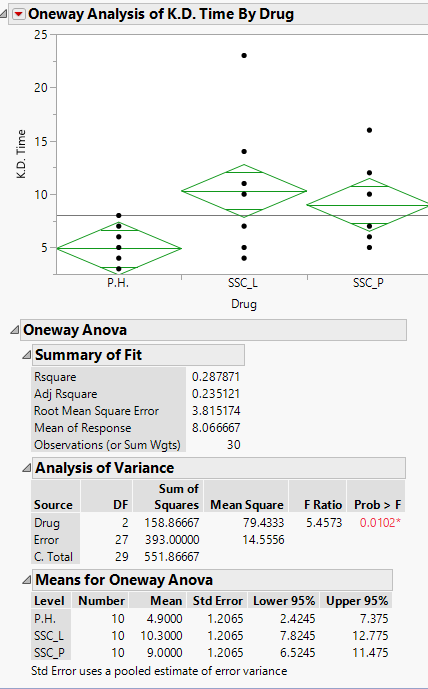 Oneway Analysis of K.D. Time By Drug
25
20
15
10
5
K.D. Time
P.H. SSC_L SSC_P
Drug
Oneway Anova
Summary of Fit
Rsquare 0.287871
Adj Rsquare 0.235121
Root Mean Square Error 3.815174
Mean of Response 8.066667
Observations (or Sum Wgts) 30
Analysis of Variance
Sum of
Source DF Squares Mean Square F Ratio Prob > F
Drug 2 158.86667 79.4333 5.4573 0.0102*
Error 27 393.00000 14.5556
C. Total 29 551.86667
Means for Oneway Anova
Level Number Mean Std Error Lower 95% Upper 95%
P.H. 10 4.9000 1.2065 2.4245 7.375
SSC_L 10 10.3000 1.2065 7.8245 12.775
SSC_P 10 9.0000 1.2065 6.5245 11.475
Std Error uses a pooled estimate of error variance